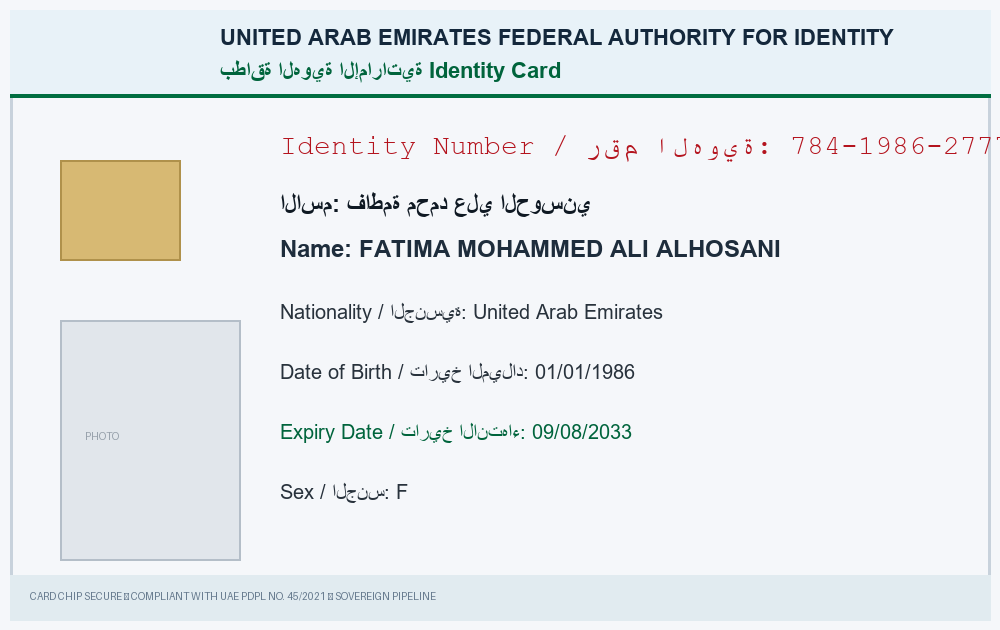 UNITED ARAB EMIRATES FEDERAL AUTHORITY FOR IDENTITY
بطاقة الهوية الإماراتية Identity Card
Identity Number / رقم الهوية: 784-1986-277
الاسم: فاطمة محمد علي الحوسني
Name: FATIMA MOHAMMED ALI ALHOSANI
Nationality / الجنسية: United Arab Emirates
Date of Birth / تاريخ الميلاد: 01/01/1986
Expiry Date / تاريخ الانتهاء: 09/08/2033
PHOTO
Sex / الجنس: F
CARD CHIP SECURE COMPLIANT WITH UAE PDPL NO. 45/2021 SOVEREIGN PIPELINE